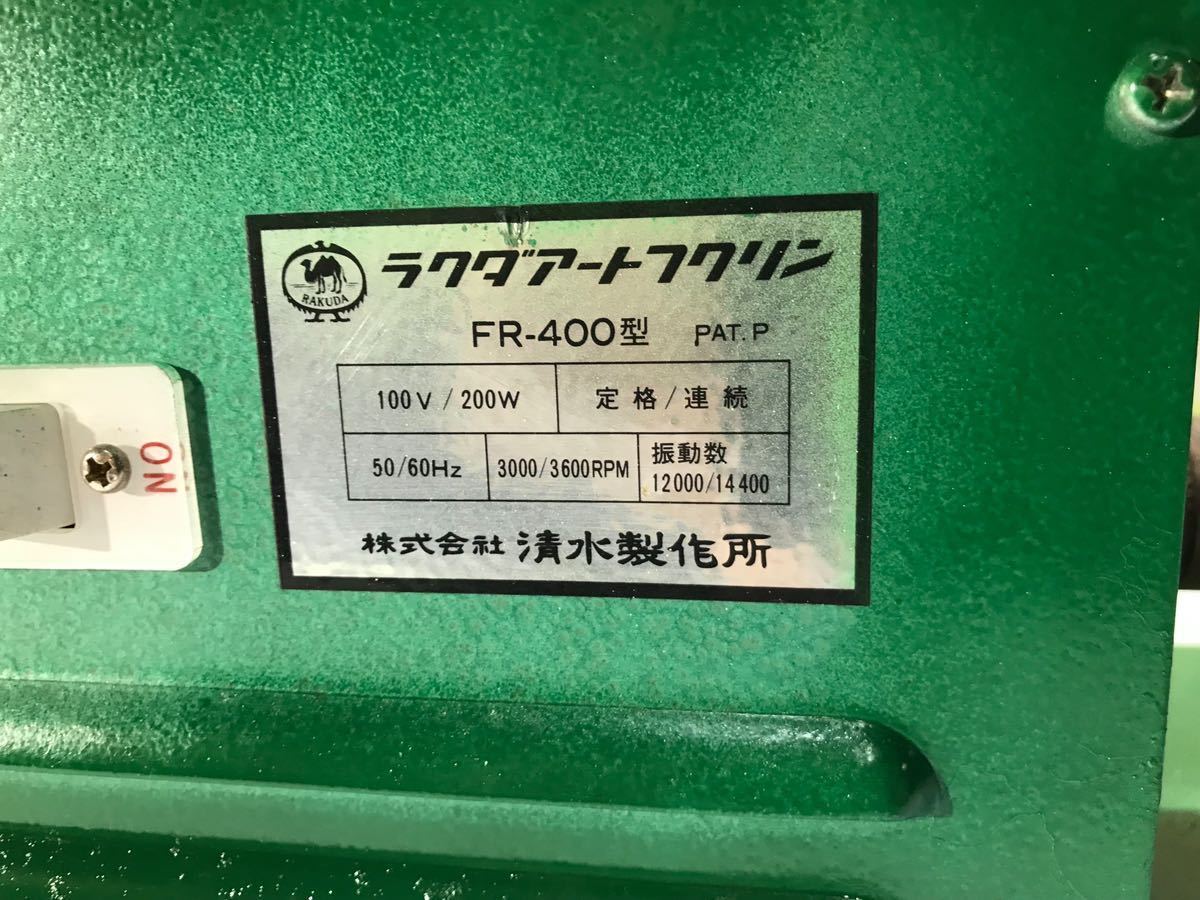 RAKUDA
ラクダアートフクリン
FR-400型 PAT. P
100V / 200W 定格/連続
50/60Hz 3000/3600RPM 振動数
12000/14400
株式会社 清水製作所
ON